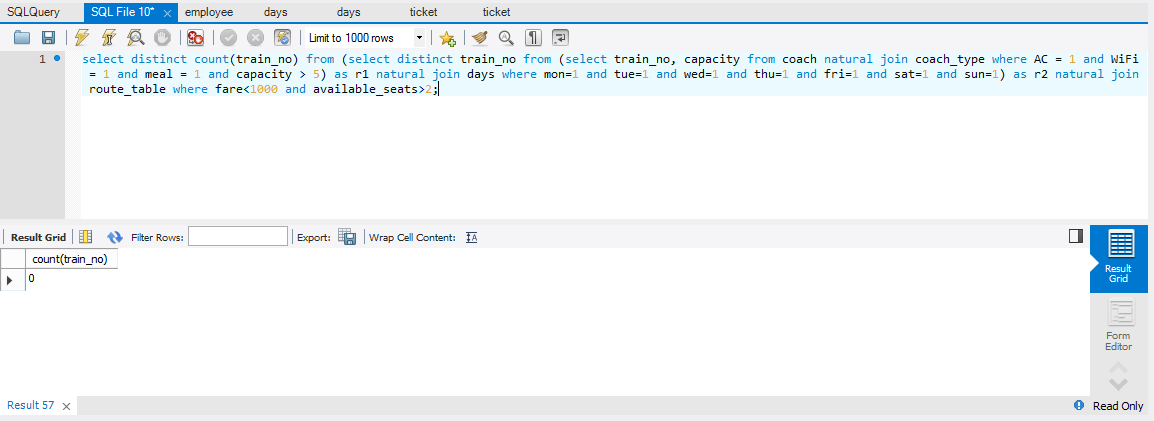 SQLQuery SQL File 10* employee days days ticket ticket
Limit to 1000 rows
1 select distinct count(train_no) from (select distinct train_no from (select train_no, capacity from coach natural join coach_type where AC = 1 and WiFi
= 1 and meal = 1 and capacity > 5) as r1 natural join days where mon=1 and tue=1 and wed=1 and thu=1 and fri=1 and sat=1 and sun=1) as r2 natural join
route_table where fare<1000 and available_seats>2;
Result Grid Filter Rows: Export: Wrap Cell Content: IA
count(train_no)
0
Result
Grid
Form
Editor
Result 57 Read Only